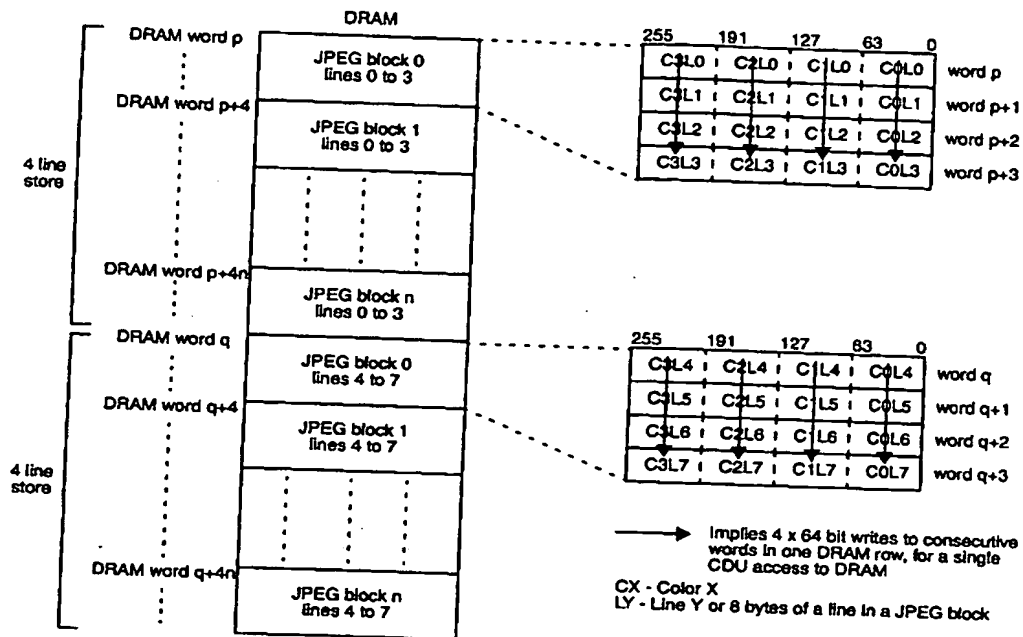 DRAM
DRAM word p
JPEG block 0
lines 0 to 3
DRAM word p+4
JPEG block 1
lines 0 to 3
4 line
store
DRAM word p+4n
JPEG block n
lines 0 to 3
255 191 127 63 0
C3L0 C2L0 C1L0 C0L0 word p
C3L1 C2L1 C1L1 C0L1 word p+1
C3L2 C2L2 C1L2 C0L2 word p+2
C3L3 C2L3 C1L3 C0L3 word p+3
DRAM word q
JPEG block 0
lines 4 to 7
DRAM word q+4
JPEG block 1
lines 4 to 7
4 line
store
DRAM word q+4n
JPEG block n
lines 4 to 7
255 191 127 63 0
C3L4 C2L4 C1L4 C0L4 word q
C3L5 C2L5 C1L5 C0L5 word q+1
C3L6 C2L6 C1L6 C0L6 word q+2
C3L7 C2L7 C1L7 C0L7 word q+3
Implies 4 x 64 bit writes to consecutive
words in one DRAM row, for a single
CDU access to DRAM
CX - Color X
LY - Line Y or 8 bytes of a line in a JPEG block